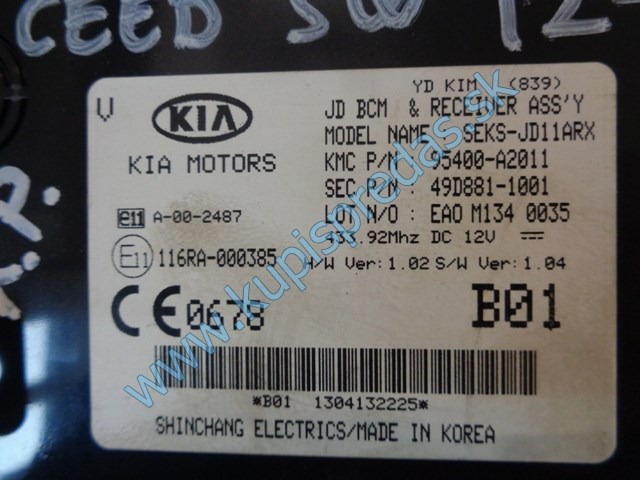 CEED SW 12-
YD KIM (839)
V
KIA
KIA MOTORS
JD BCM & RECEIVER ASS'Y
MODEL NAME : SEKS-JD11ARX
KMC P/N : 95400-A2011
SEC P/N : 49D881-1001
LOT N/O : EAO M134 0035
433.92Mhz DC 12V
e11 A-00-2487
E11 116RA-000385
H/W Ver:1.02 S/W Ver:1.04
CE 0678
B01
*B01 1304132225*
SHINCHANG ELECTRICS/MADE IN KOREA
www.kupispredas.sk